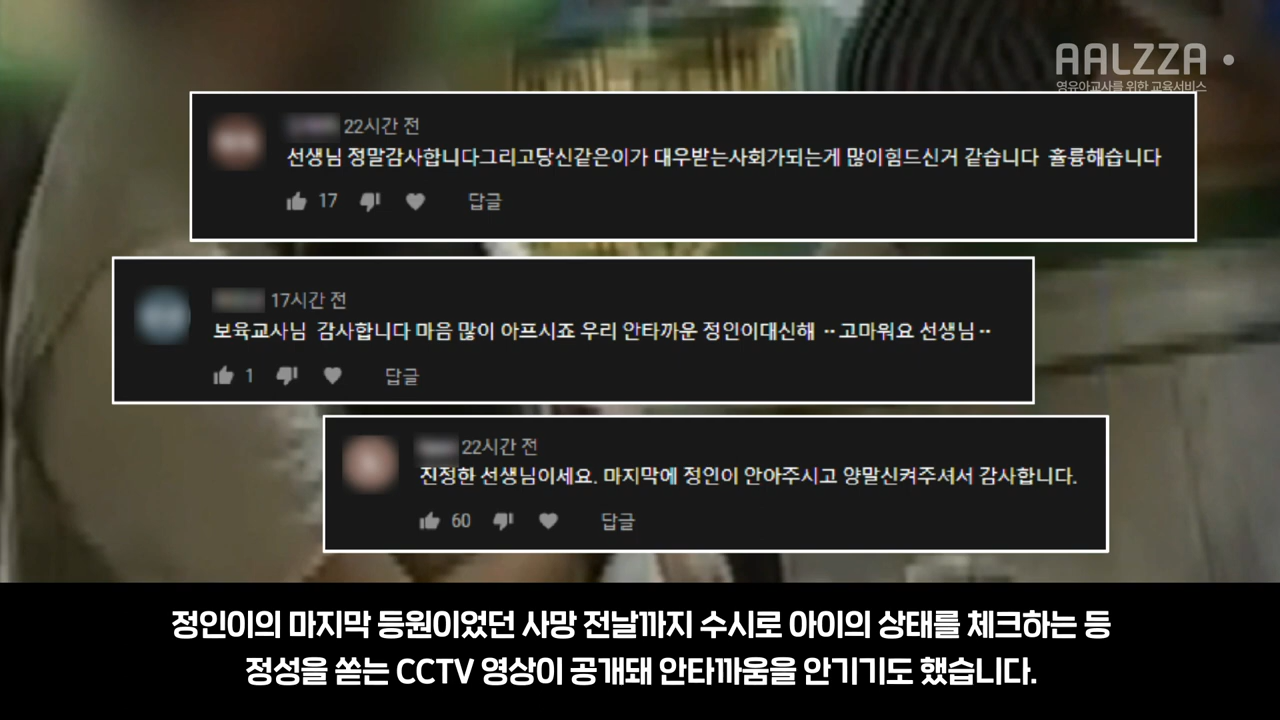 AALZZA
영유아교사를 위한 교육서비스
22시간 전
선생님 정말감사합니다그리고당신같은이가 대우받는사회가되는게 많이힘드신거 같습니다 훌륭해습니다
17 답글
17시간 전
보육교사님 감사합니다 마음 많이 아프시죠 우리 안타까운 정인이대신해 ··고마워요 선생님··
1 답글
22시간 전
진정한 선생님이세요. 마지막에 정인이 안아주시고 양말신켜주셔서 감사합니다.
60 답글
정인이의 마지막 등원이었던 사망 전날까지 수시로 아이의 상태를 체크하는 등
정성을 쏟는 CCTV 영상이 공개돼 안타까움을 안기기도 했습니다.